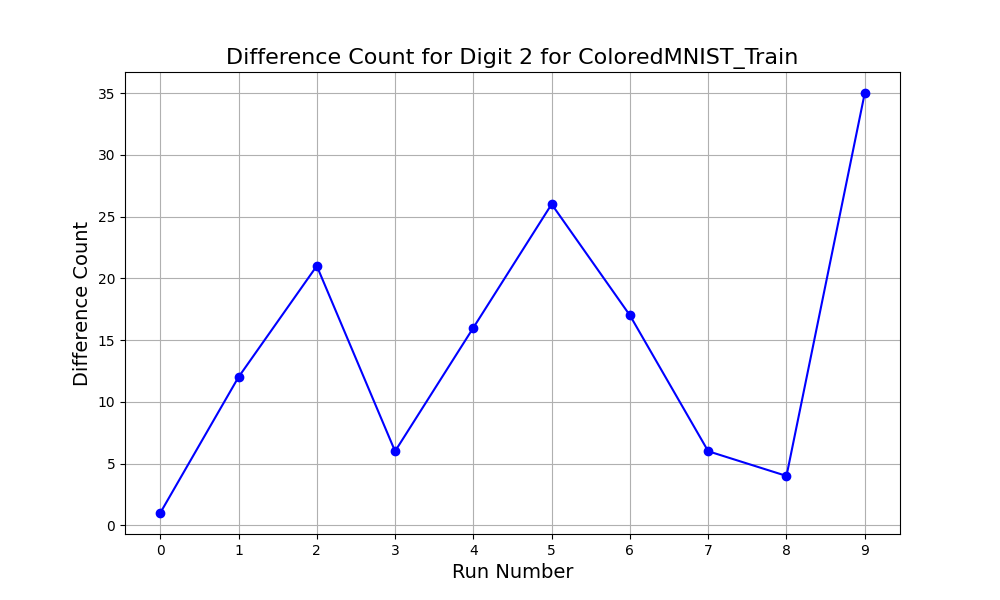 Difference Count for Digit 2 for ColoredMNIST_Train
Difference Count
35
30
25
20
15
10
5
0
0 1 2 3 4 5 6 7 8 9
Run Number